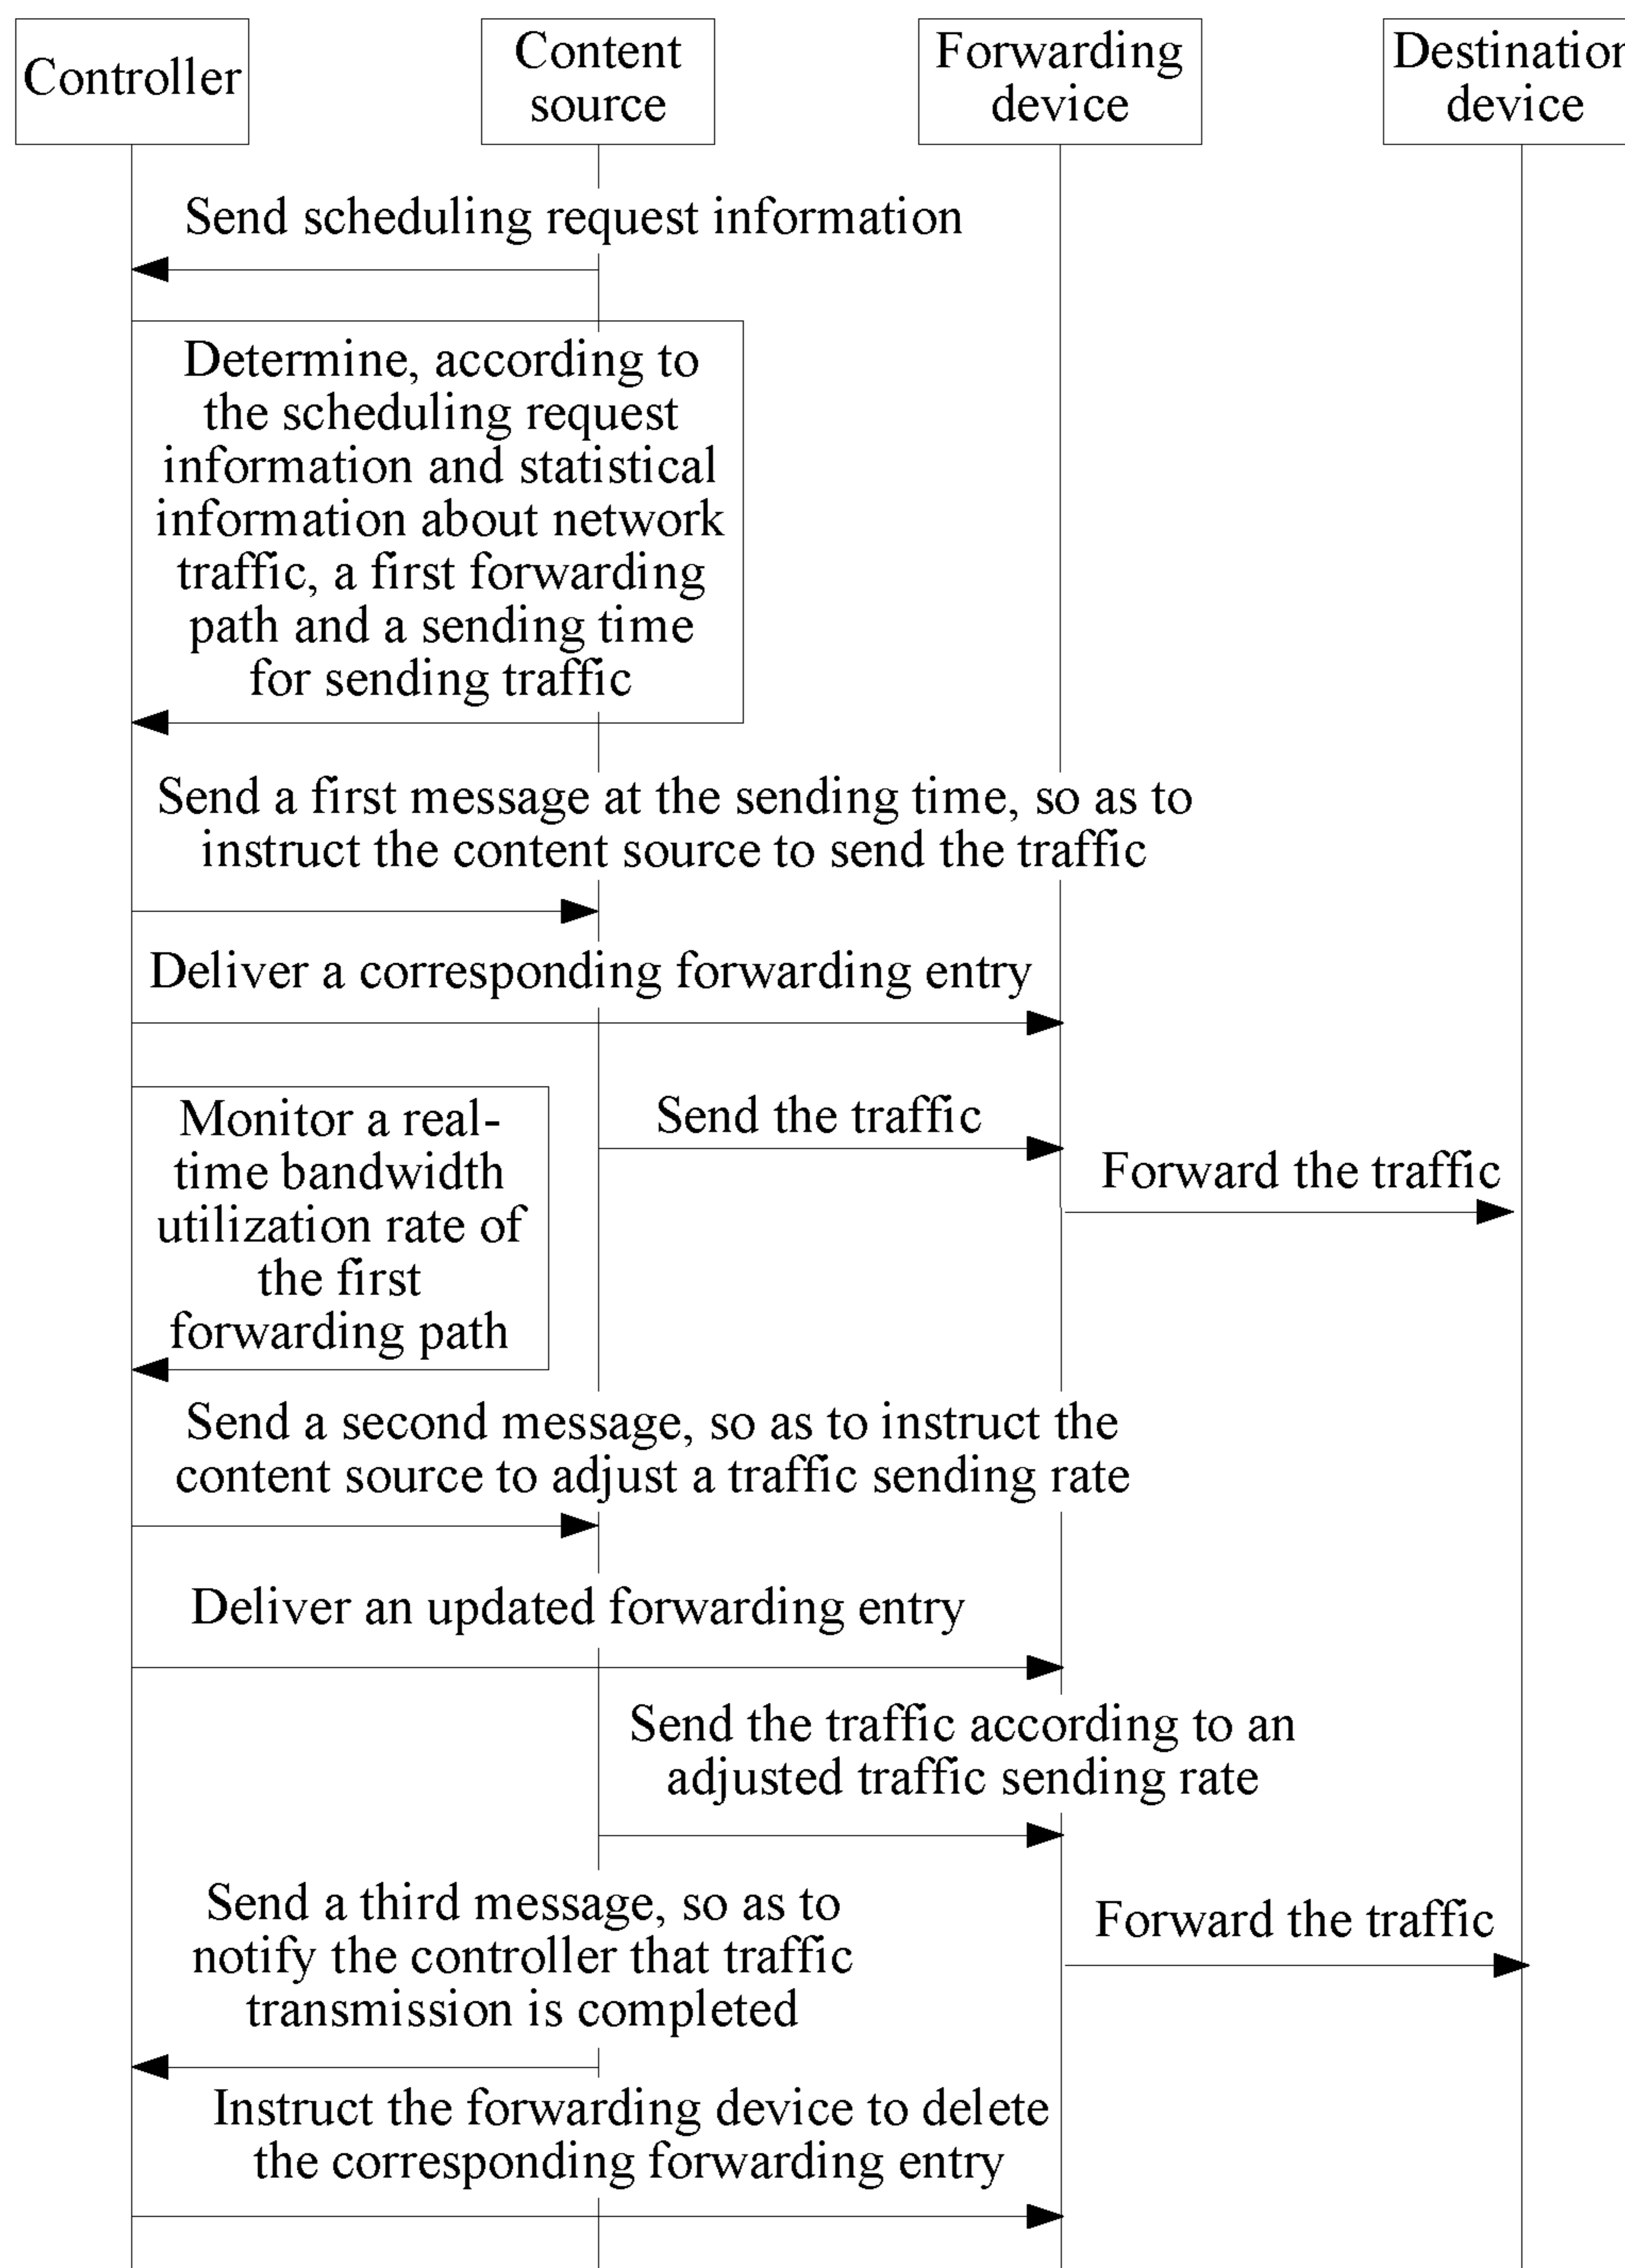 Controller
Content
source
Forwarding
device
Destination
device
Send scheduling request information
Determine, according to
the scheduling request
information and statistical
information about network
traffic, a first forwarding
path and a sending time
for sending traffic
Send a first message at the sending time, so as to
instruct the content source to send the traffic
Deliver a corresponding forwarding entry
Monitor a real-
time bandwidth
utilization rate of
the first
forwarding path
Send the traffic
Forward the traffic
Send a second message, so as to instruct the
content source to adjust a traffic sending rate
Deliver an updated forwarding entry
Send the traffic according to an
adjusted traffic sending rate
Send a third message, so as to
notify the controller that traffic
transmission is completed
Forward the traffic
Instruct the forwarding device to delete
the corresponding forwarding entry